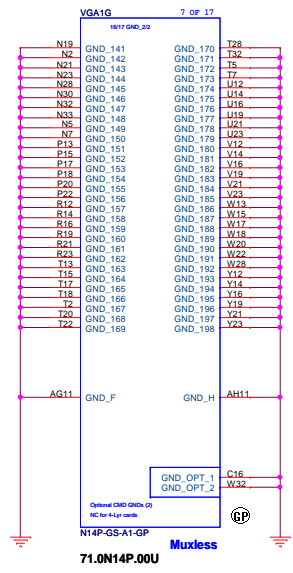 VGA1G 7 OF 17
16/17 GND_2/2
N19 GND_141 GND_170 T28
N2 GND_142 GND_171 T32
N21 GND_143 GND_172 T5
N23 GND_144 GND_173 T7
N28 GND_145 GND_174 U12
N30 GND_146 GND_175 U14
N32 GND_147 GND_176 U16
N33 GND_148 GND_177 U19
N5 GND_149 GND_178 U21
N7 GND_150 GND_179 U23
P13 GND_151 GND_180 V12
P15 GND_152 GND_181 V14
P17 GND_153 GND_182 V16
P18 GND_154 GND_183 V19
P20 GND_155 GND_184 V21
P22 GND_156 GND_185 V23
R12 GND_157 GND_186 W13
R14 GND_158 GND_187 W15
R16 GND_159 GND_188 W17
R19 GND_160 GND_189 W18
R21 GND_161 GND_190 W20
R23 GND_162 GND_191 W22
T13 GND_163 GND_192 W28
T15 GND_164 GND_193 Y12
T17 GND_165 GND_194 Y14
T18 GND_166 GND_195 Y16
T2 GND_167 GND_196 Y19
T20 GND_168 GND_197 Y21
T22 GND_169 GND_198 Y23
AG11 GND_F GND_H AH11
GND_OPT_1 C16
GND_OPT_2 W32
Optional CMD GNDs (2)
NC for 4-Lyr cards
GP
N14P-GS-A1-GP
Muxless
71.0N14P.00U